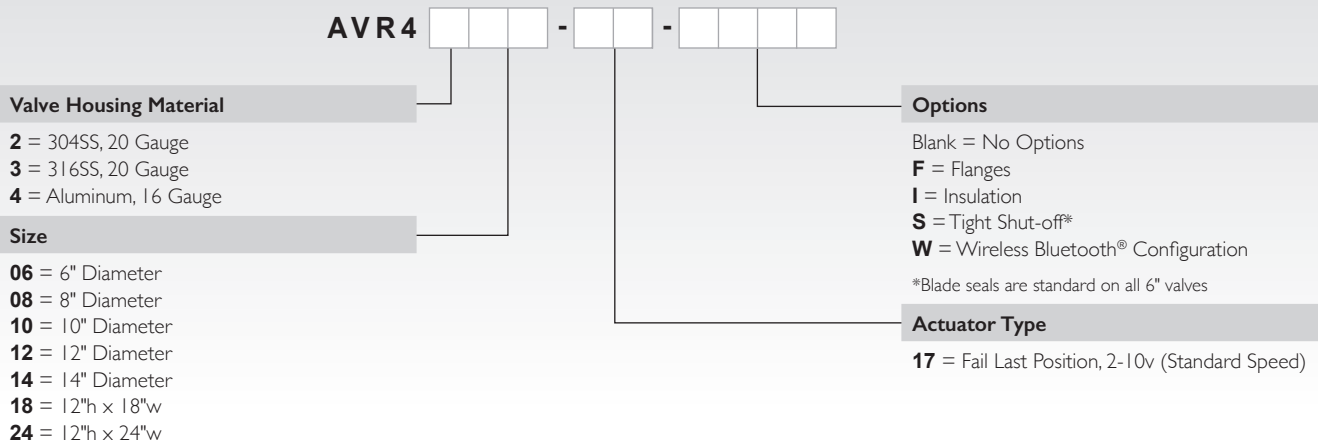 AVR4 - -
Valve Housing Material
2 = 304SS, 20 Gauge
3 = 316SS, 20 Gauge
4 = Aluminum, 16 Gauge
Size
06 = 6" Diameter
08 = 8" Diameter
10 = 10" Diameter
12 = 12" Diameter
14 = 14" Diameter
18 = 12"h x 18"w
24 = 12"h x 24"w
Options
Blank = No Options
F = Flanges
I = Insulation
S = Tight Shut-off*
W = Wireless Bluetooth® Configuration
*Blade seals are standard on all 6" valves
Actuator Type
17 = Fail Last Position, 2-10v (Standard Speed)